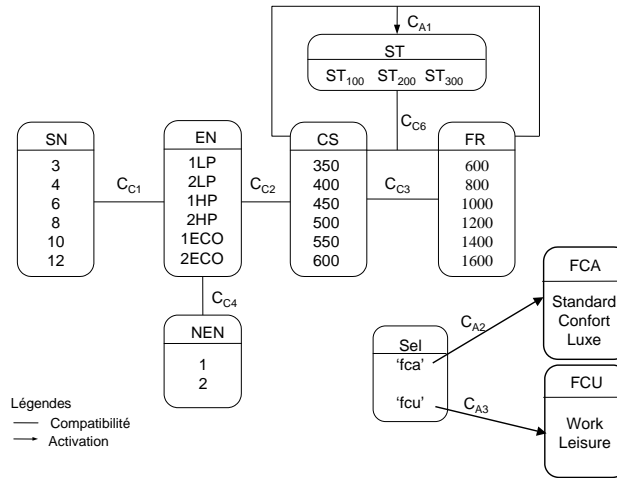 C_A1
ST
ST_100 ST_200 ST_300
C_C6
SN
3
4
6
8
10
12
C_C1
EN
1LP
2LP
1HP
2HP
1ECO
2ECO
C_C2
CS
350
400
450
500
550
600
C_C3
FR
600
800
1000
1200
1400
1600
C_C4
NEN
1
2
Sel
'fca'
'fcu'
C_A2
C_A3
FCA
Standard
Confort
Luxe
FCU
Work
Leisure
Légendes
Compatibilité
Activation